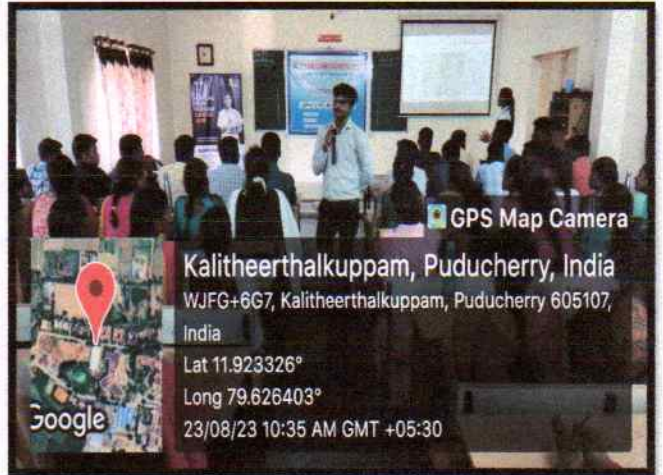 GPS Map Camera
Kalitheerthalkuppam, Puducherry, India
WJFG+6G7, Kalitheerthalkuppam, Puducherry 605107,
India
Lat 11.923326°
Long 79.626403°
23/08/23 10:35 AM GMT +05:30
Google